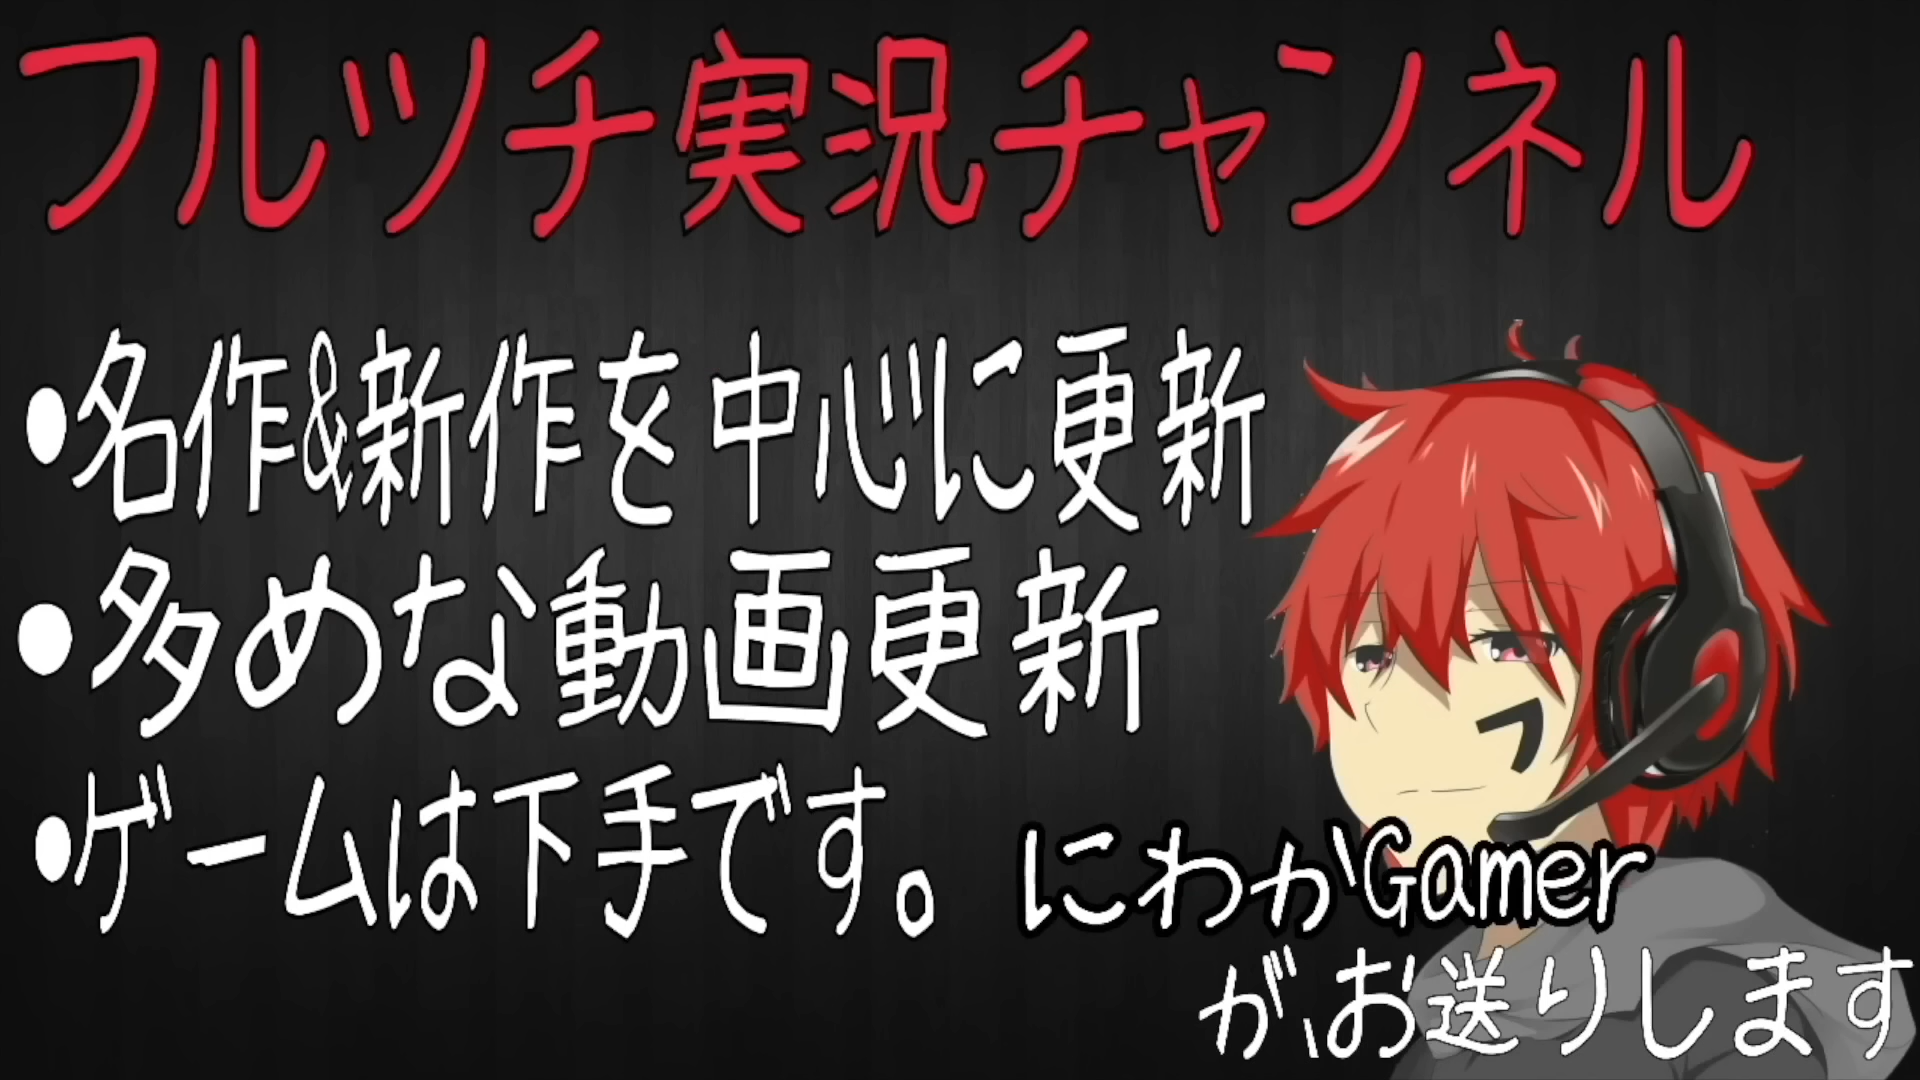 フルツチ実況チャンネル
●名作&新作を中心に更新
●多めな動画更新
●ゲームは下手です。
フ
にわかGamer
がお送りします